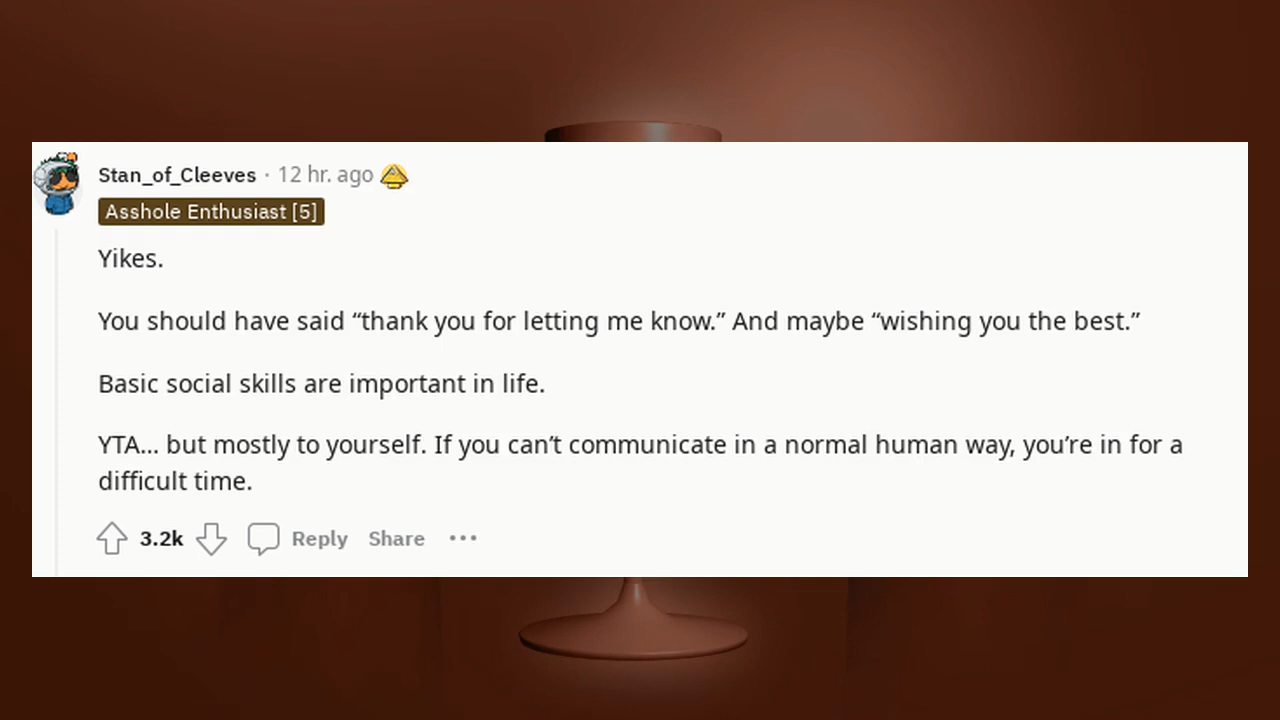 Stan_of_Cleeves · 12 hr. ago
Asshole Enthusiast [5]
Yikes.
You should have said “thank you for letting me know.” And maybe “wishing you the best.”
Basic social skills are important in life.
YTA... but mostly to yourself. If you can’t communicate in a normal human way, you’re in for a
difficult time.
3.2k Reply Share ···